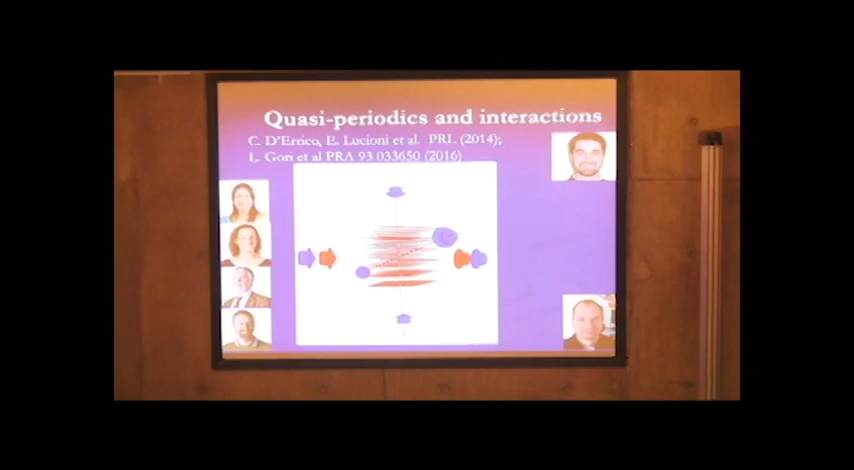 Quasi-periodics and interactions
C. D'Errico, E. Lucioni et al. PRL (2014);
L. Gori et al PRA 93 033650 (2016)